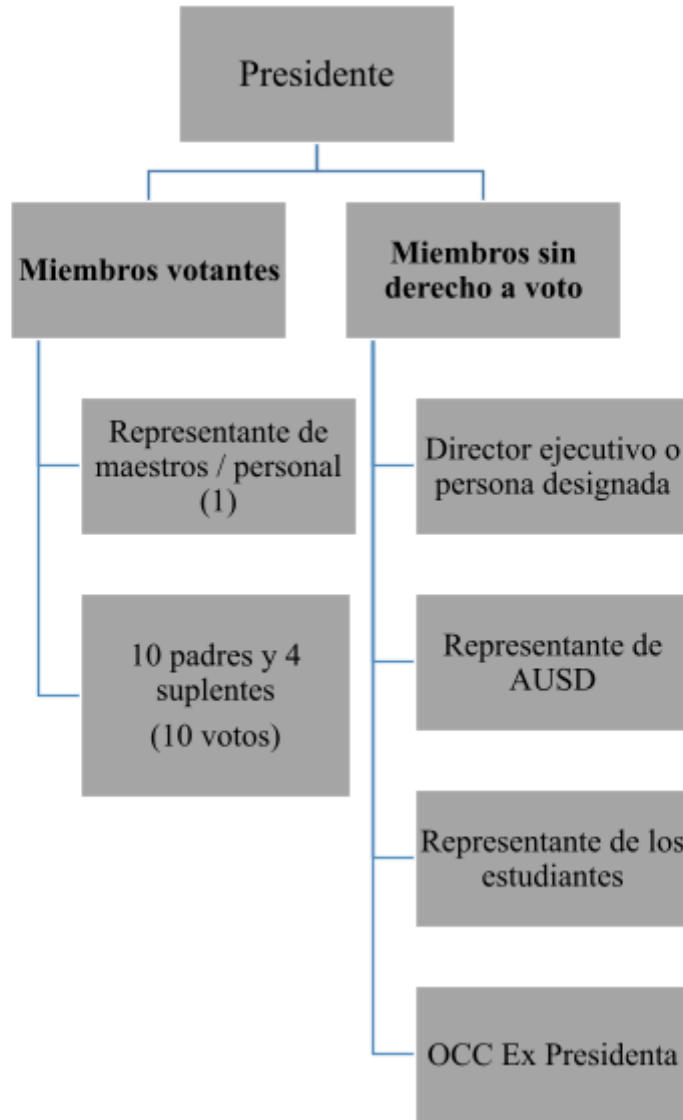 Presidente
Miembros votantes
Miembros sin
derecho a voto
Representante de
maestros / personal
(1)
10 padres y 4
suplentes
(10 votos)
Director ejecutivo o
persona designada
Representante de
AUSD
Representante de los
estudiantes
OCC Ex Presidenta